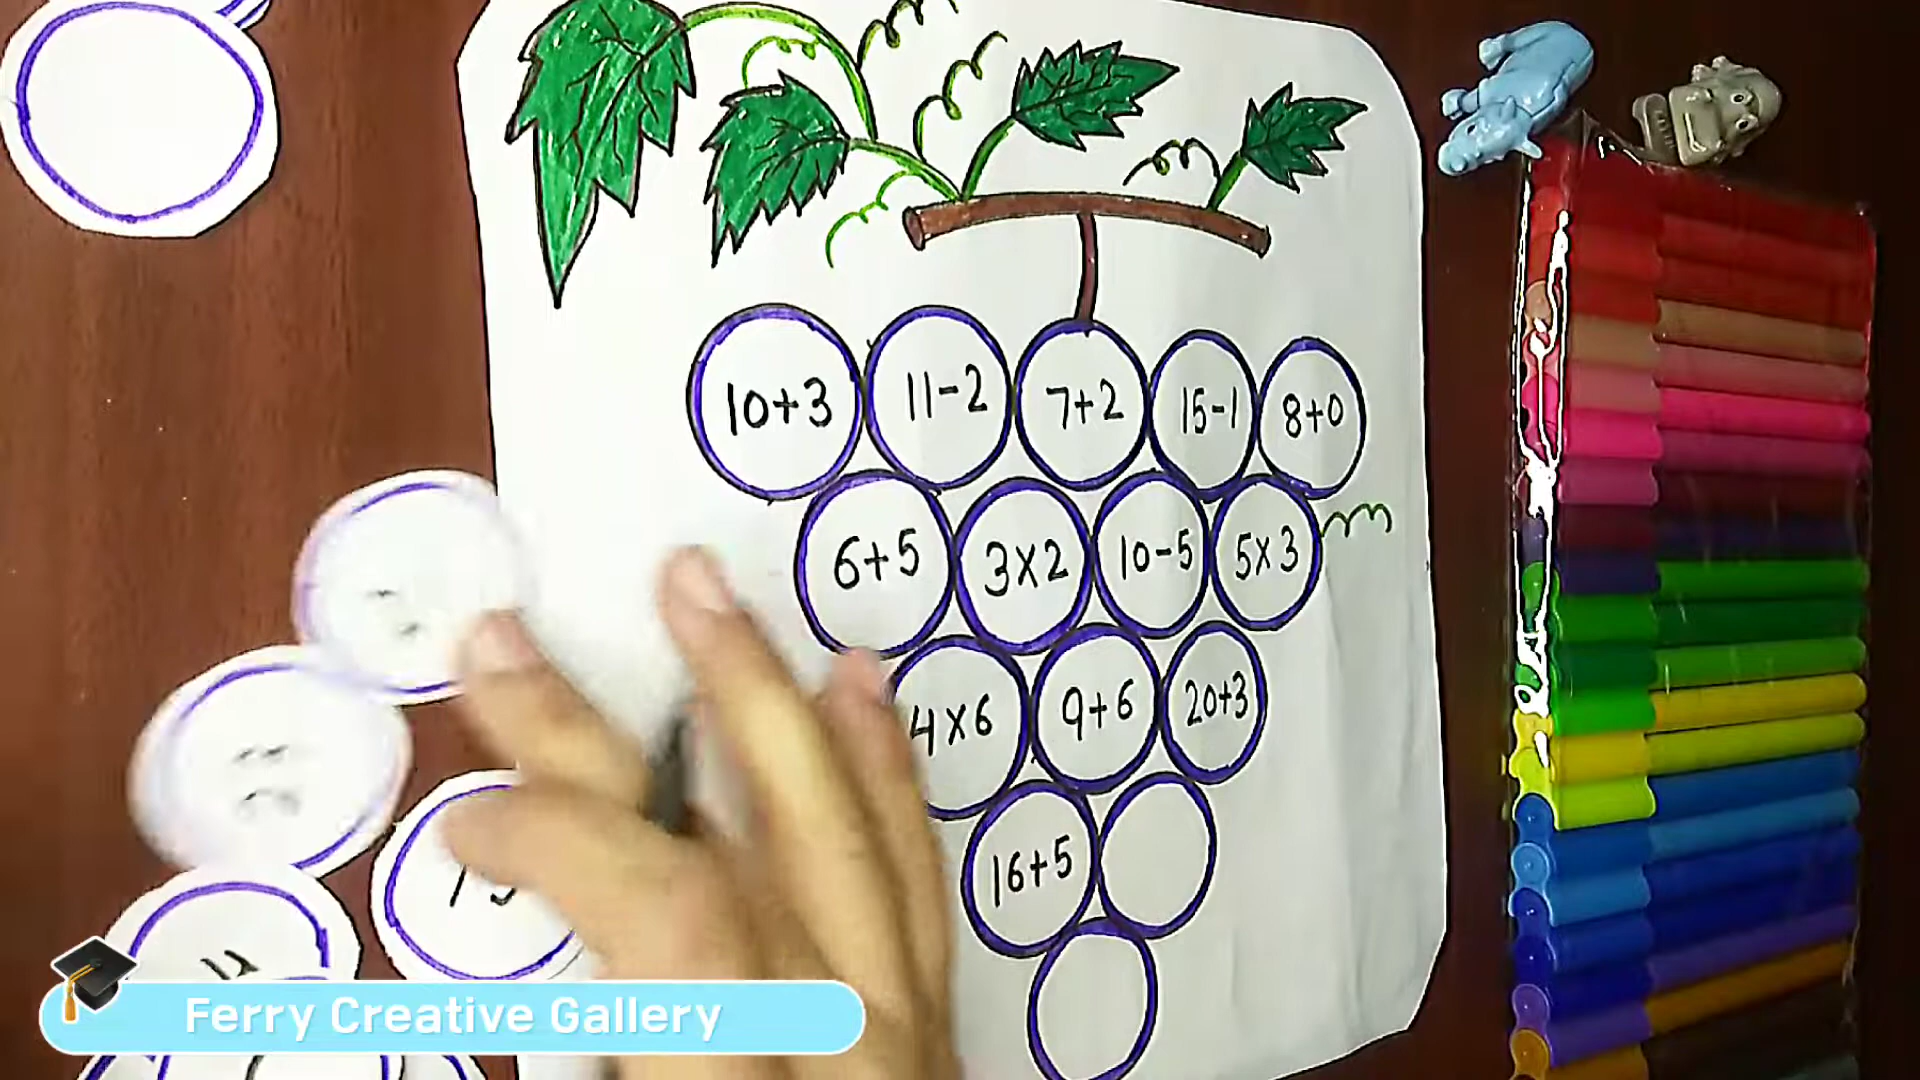 10+3 11-2 7+2 15-1 8+0
6+5 3x2 10-5 5x3
4x6 9+6 20+3
16+5
Ferry Creative Gallery